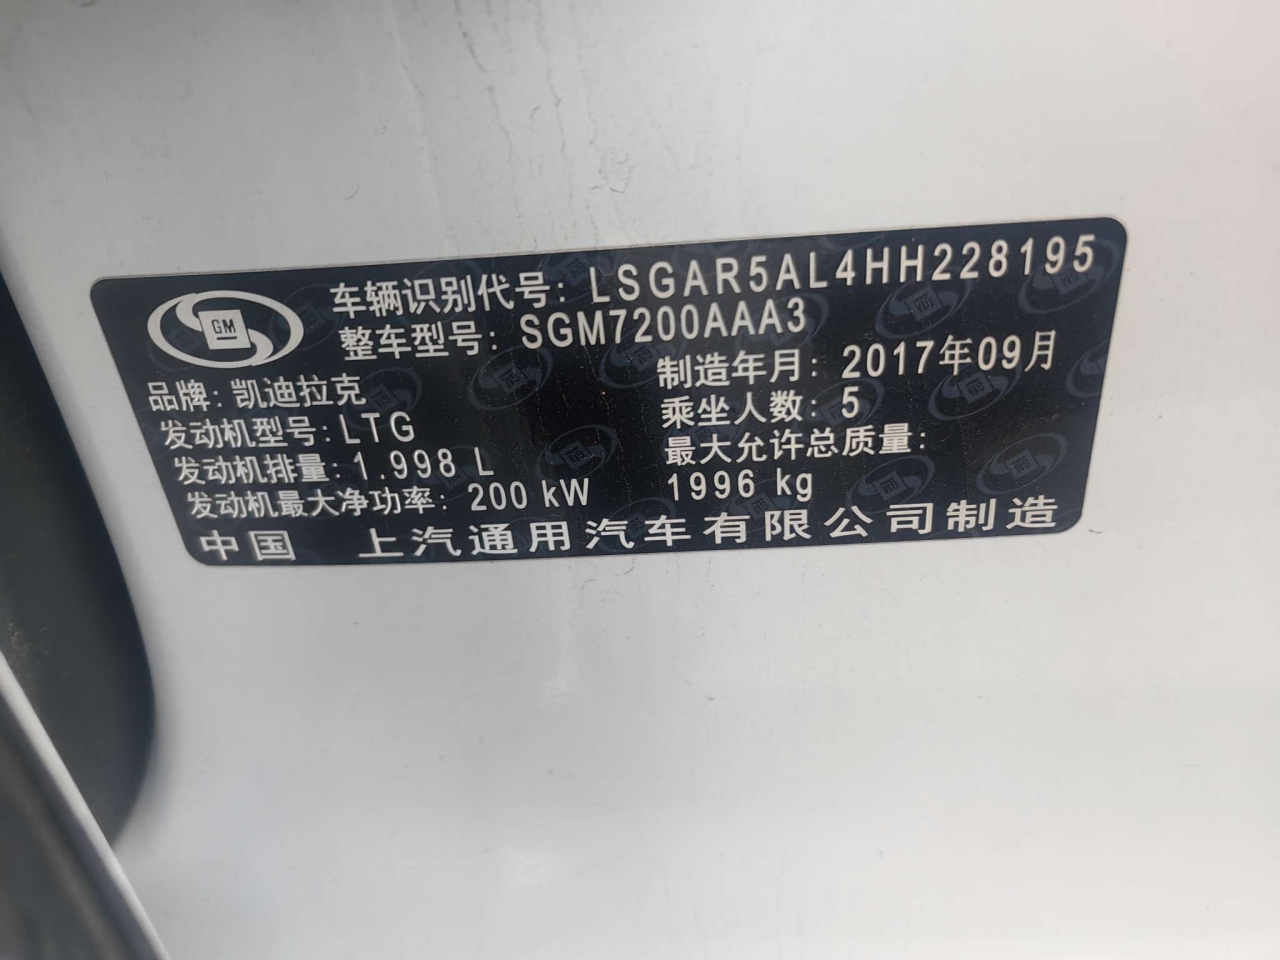 GM
车辆识别代号: LSGAR5AL4HH228195
整车型号: SGM7200AAA3
品牌: 凯迪拉克
制造年月: 2017年09月
发动机型号: LTG
乘坐人数: 5
发动机排量: 1.998 L
最大允许总质量:
1996 kg
发动机最大净功率: 200 kW
中国 上汽通用汽车有限公司制造